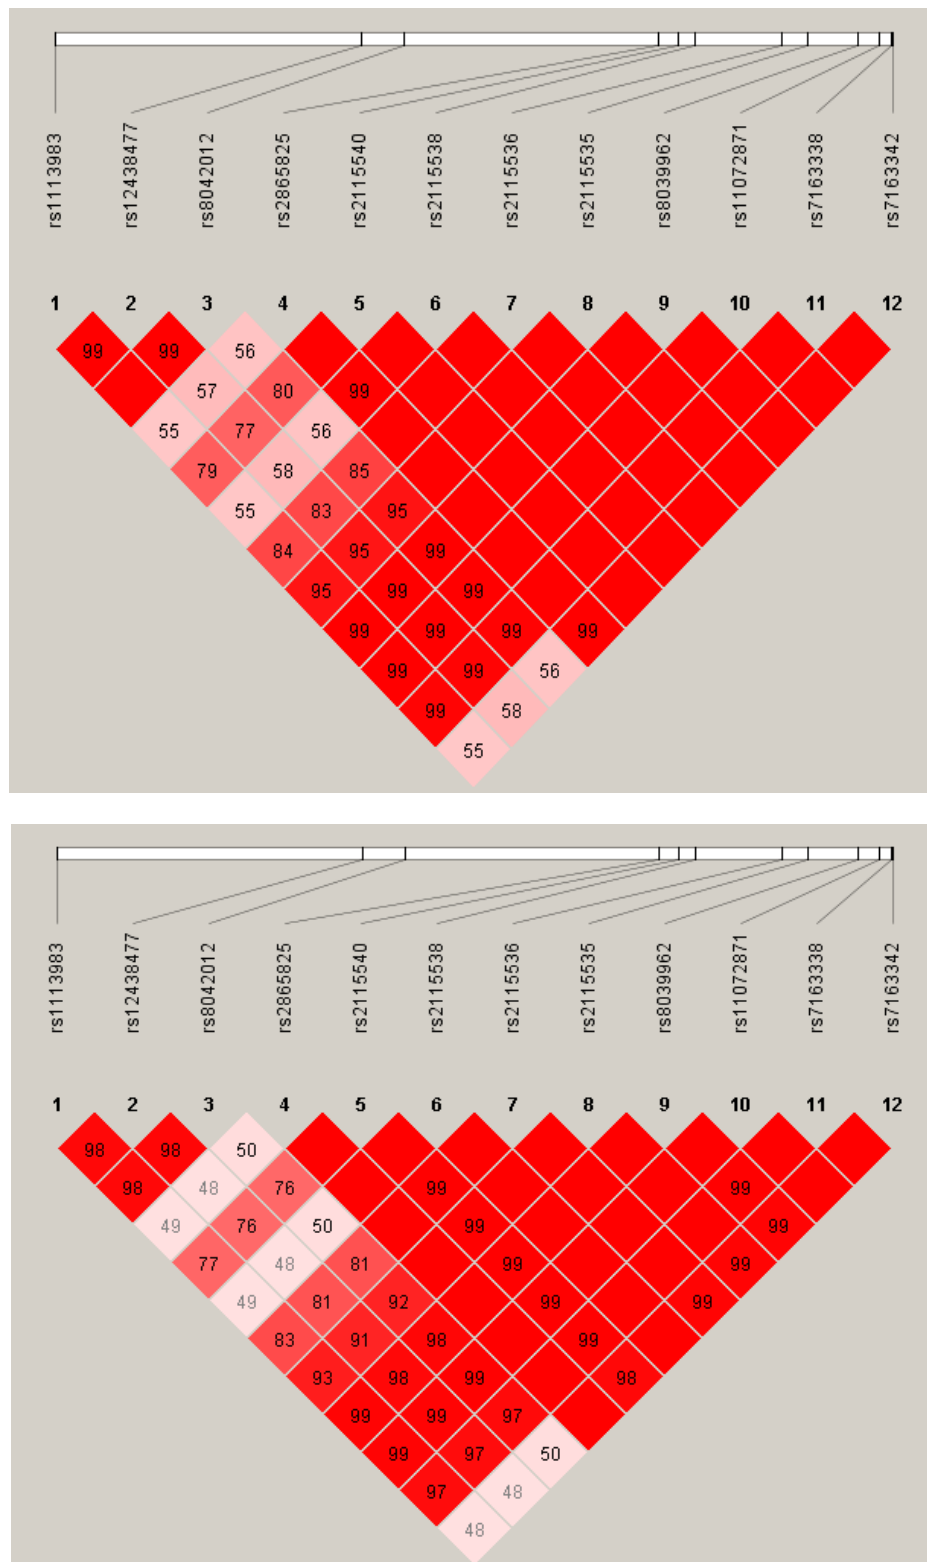 rs1113983
rs12438477
rs8042012
rs2865825
rs2115540
rs2115538
rs2115536
rs2115535
rs8039962
rs11072871
rs7163338
rs7163342
1 2 3 4 5 6 7 8 9 10 11 12
99 99 56
57 80 99
55 77 56
79 58 85
55 83 95
84 95 99
95 99 99
99 99 99 99
99 99 56
99 58
55
rs1113983
rs12438477
rs8042012
rs2865825
rs2115540
rs2115538
rs2115536
rs2115535
rs8039962
rs11072871
rs7163338
rs7163342
1 2 3 4 5 6 7 8 9 10 11 12
98 98 50
98 48 76 99 99
49 76 50 99 99
77 48 81 99 99
49 81 92 99 99
83 91 98 99
93 98 99 98
99 99 97
99 97 50
97 48
48